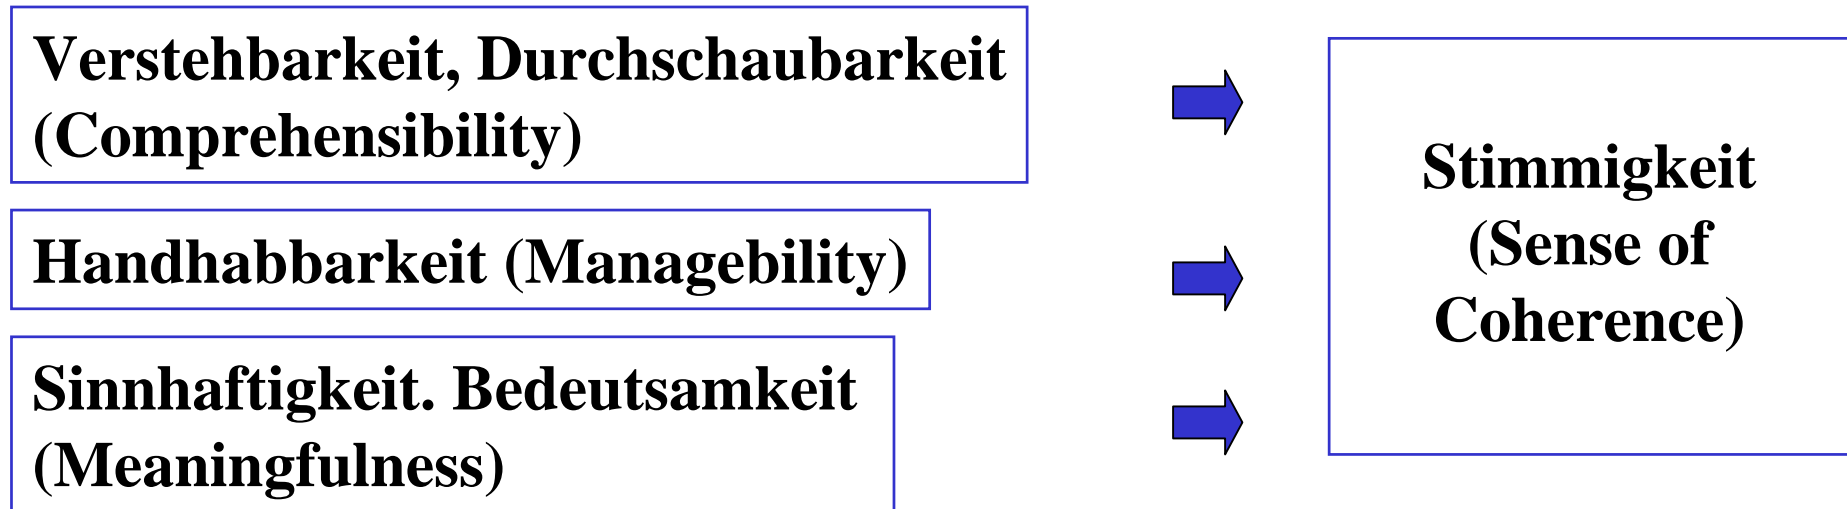 Verstehbarkeit, Durchschaubarkeit
(Comprehensibility)
Handhabbarkeit (Managebility)
Sinnhaftigkeit. Bedeutsamkeit
(Meaningfulness)
Stimmigkeit
(Sense of
Coherence)